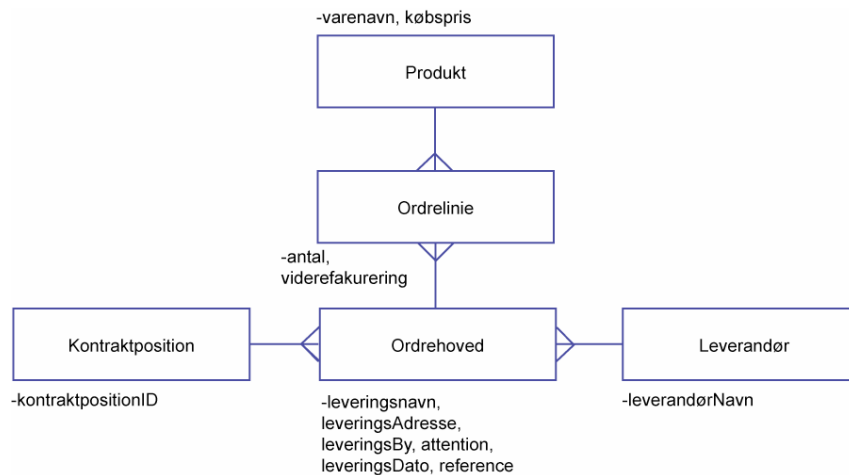 -varenavn, købspris
Produkt
Ordrelinie
-antal,
viderefakurering
Kontraktposition
Ordrehoved
Leverandør
-kontraktpositionID
-leveringsnavn,
leveringsAdresse,
leveringsBy, attention,
leveringsDato, reference
-leverandørNavn